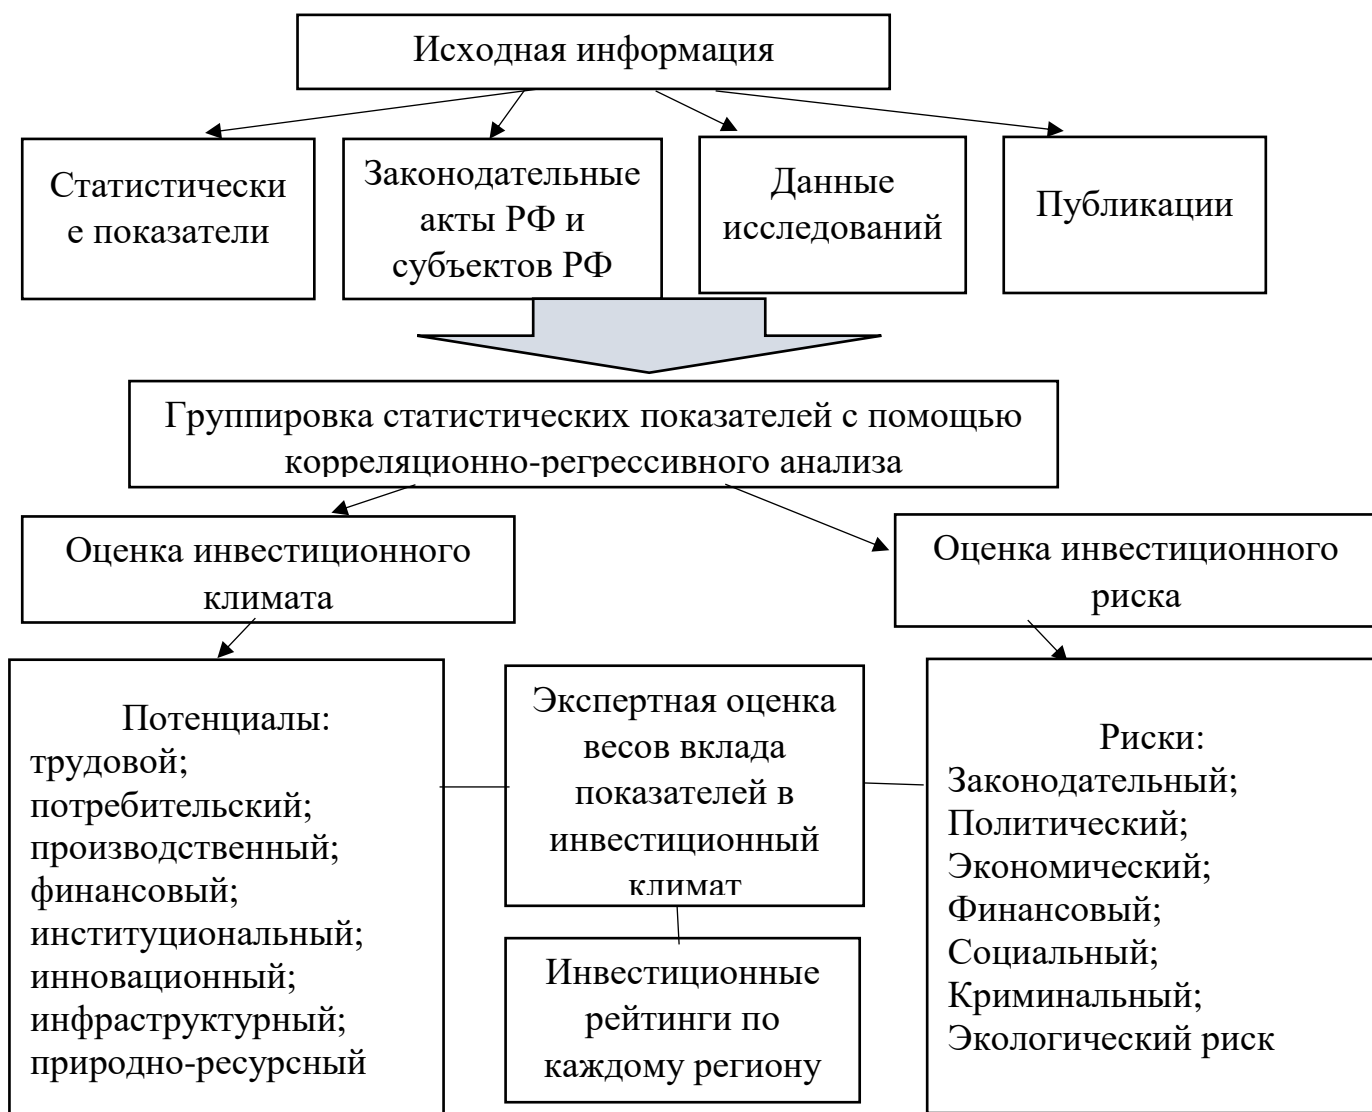 Исходная информация
Статистически
е показатели
Законодательные
акты РФ и
субъектов РФ
Данные
исследований
Публикации
Группировка статистических показателей с помощью
корреляционно-регрессивного анализа
Оценка инвестиционного
климата
Оценка инвестиционного
риска
Потенциалы:
трудовой;
потребительский;
производственный;
финансовый;
институциональный;
инновационный;
инфраструктурный;
природно-ресурсный
Экспертная оценка
весов вклада
показателей в
инвестиционный
климат
Инвестиционные
рейтинги по
каждому региону
Риски:
Законодательный;
Политический;
Экономический;
Финансовый;
Социальный;
Криминальный;
Экологический риск